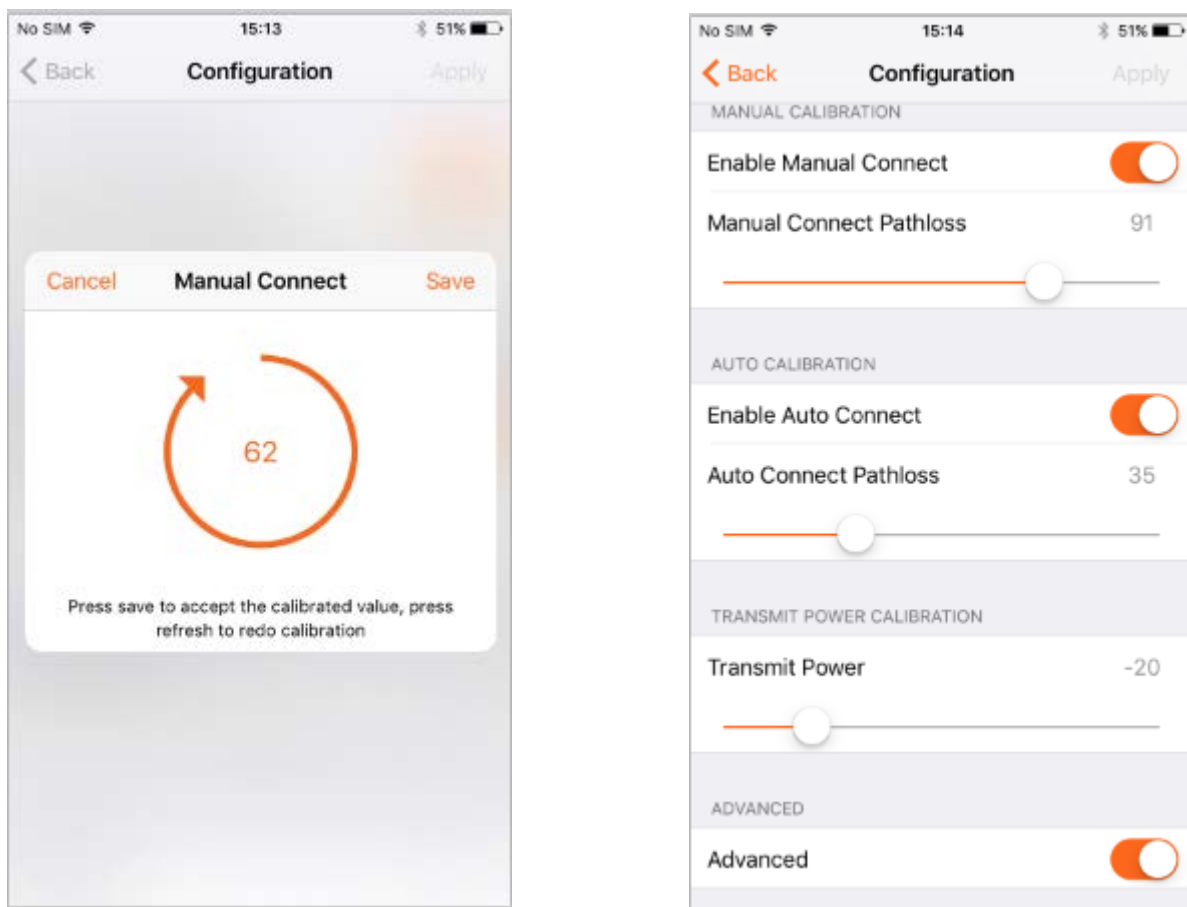 No SIM 15:13 51%
Back Configuration Apply
Cancel Manual Connect Save
62
Press save to accept the calibrated value, press
refresh to redo calibration
No SIM 15:14 51%
Back Configuration Apply
MANUAL CALIBRATION
Enable Manual Connect
Manual Connect Pathloss 91
AUTO CALIBRATION
Enable Auto Connect
Auto Connect Pathloss 35
TRANSMIT POWER CALIBRATION
Transmit Power -20
ADVANCED
Advanced